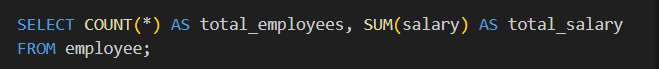 SELECT COUNT(*) AS total_employees, SUM(salary) AS total_salary
FROM employee;